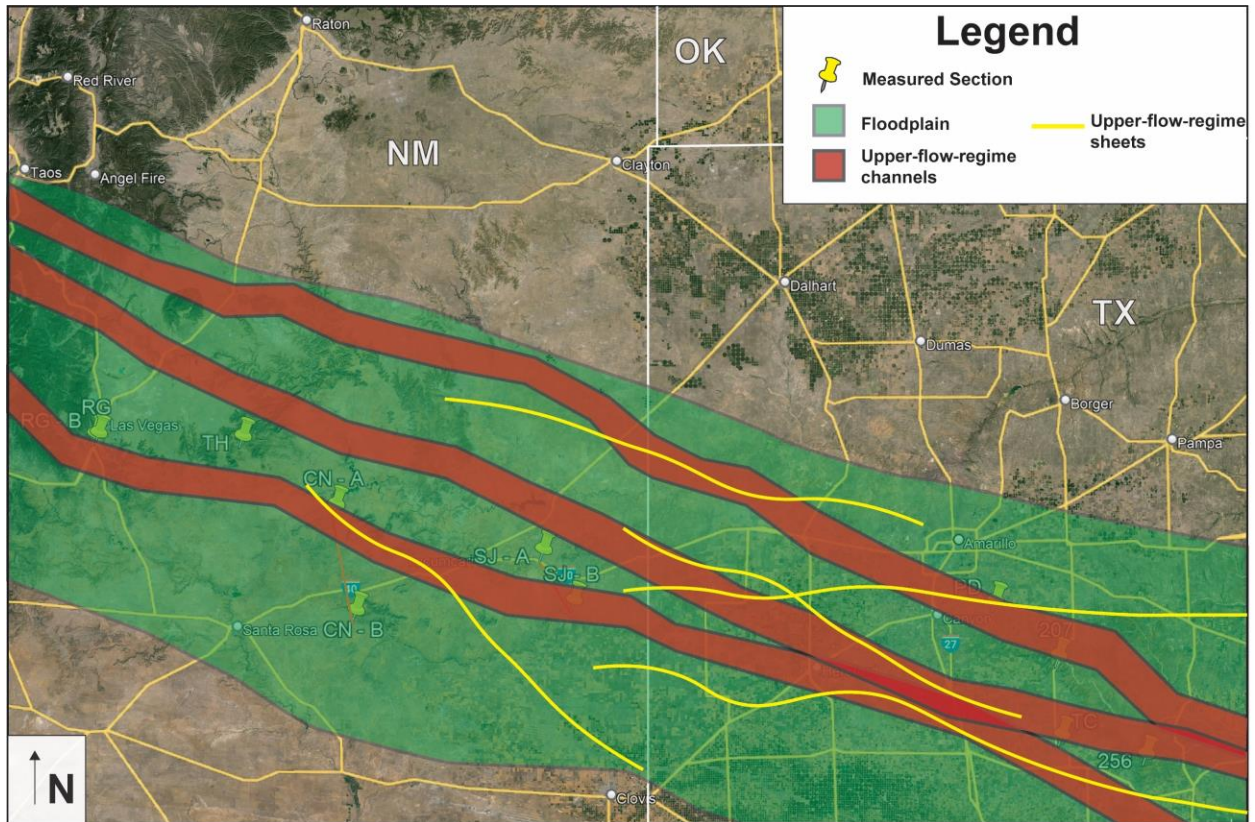 Legend
Measured Section
Floodplain
Upper-flow-regime
channels
Upper-flow-regime
sheets
Raton
OK
Red River
NM
Clayton
Taos
Angel Fire
Dalhart
TX
Dumas
Borger
RG
RG - B
Las Vegas
TH
Pampa
CN - A
SJ - A
Amarillo
SJ - B
CN - B
Santa Rosa
207
27
TC
256
N
Clovis